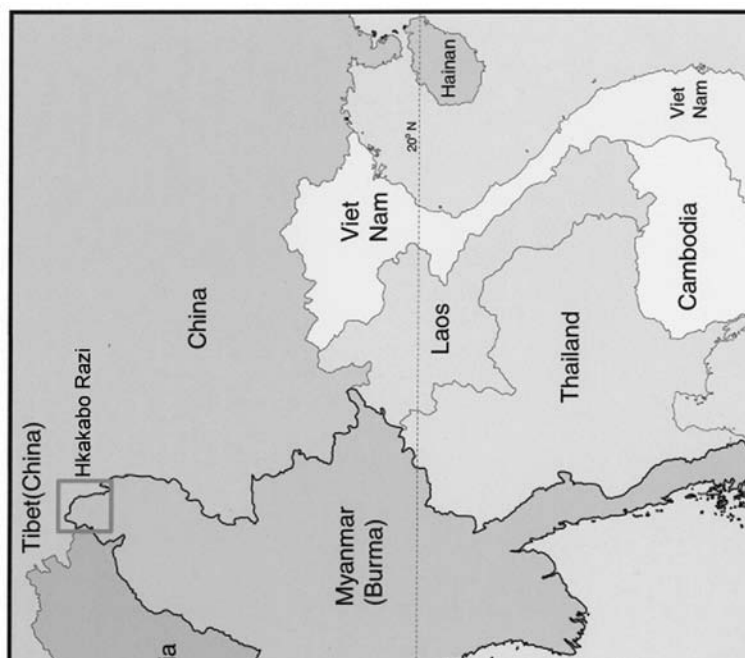 Tibet(China)
Hkakabo Razi
China
Hainan
20° N
Viet
Nam
Viet
Nam
Laos
Cambodia
Thailand
Myanmar
(Burma)